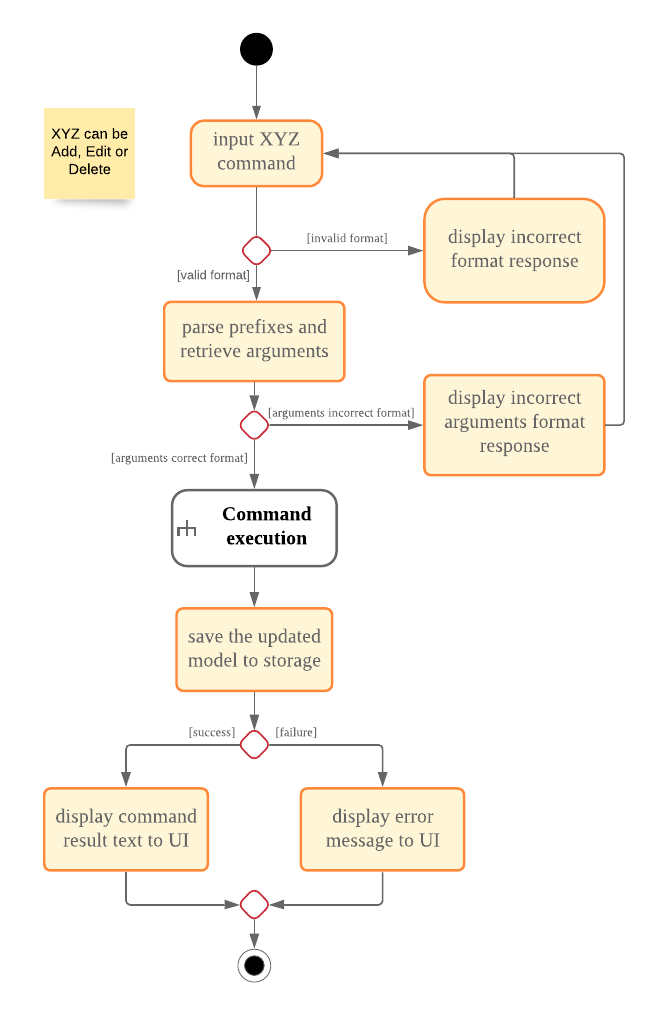 XYZ can be
Add, Edit or
Delete
input XYZ
command
[invalid format]
display incorrect
format response
[valid format]
parse prefixes and
retrieve arguments
[arguments incorrect format]
display incorrect
arguments format
response
[arguments correct format]
Command
execution
save the updated
model to storage
[success]
[failure]
display command
result text to UI
display error
message to UI